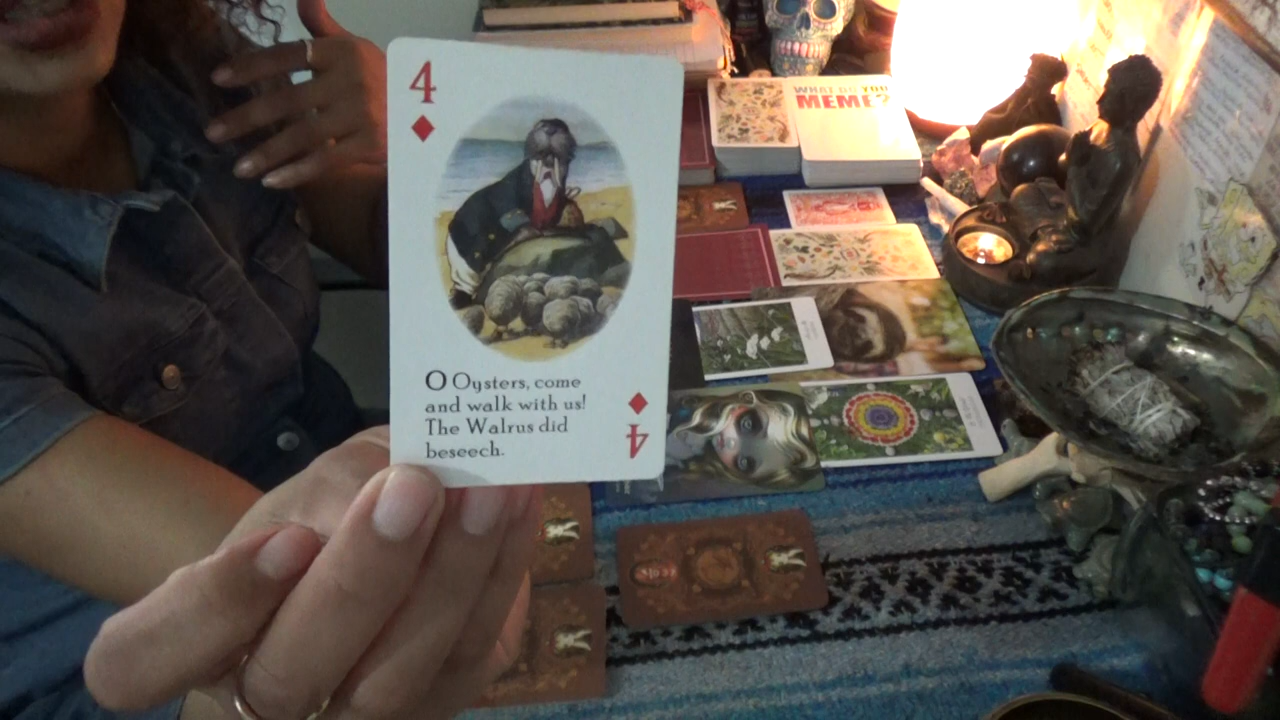 4
O Oysters, come
and walk with us!
The Walrus did
beseech.
4
WHAT DO YOU
MEME?